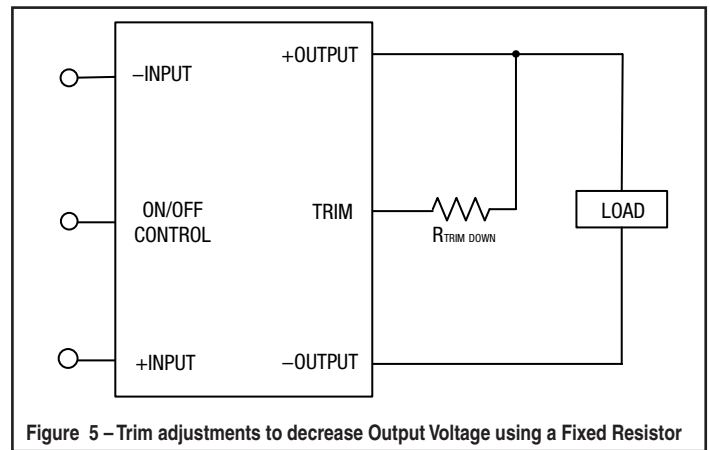 +OUTPUT
−INPUT
ON/OFF
CONTROL
TRIM
RTRIM DOWN
LOAD
+INPUT
−OUTPUT
Figure 5 – Trim adjustments to decrease Output Voltage using a Fixed Resistor